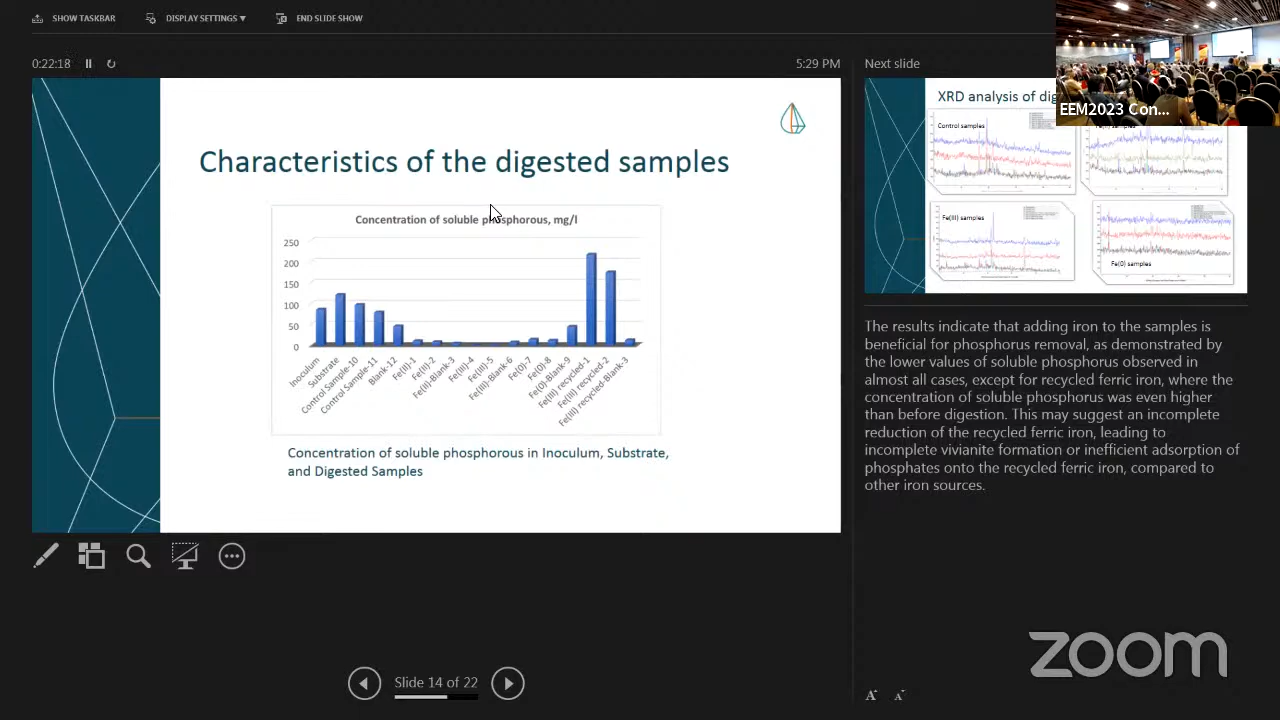 SHOW TASKBAR
DISPLAY SETTINGS ▾
END SLIDE SHOW
0:22:18
5:29 PM
Characteristics of the digested samples
Concentration of soluble phosphorous, mg/l
250
200
150
100
50
0
Inoculum
Substrate
Control Sample-10
Control Sample-11
Blank-12
Fe(II)-1
Fe(II)-2
Fe(II)-Blank-3
Fe(III)-4
Fe(III)-5
Fe(III)-Blank-6
Fe(0)-7
Fe(0)-8
Fe(0)-Blank-9
Fe(III) recycled-1
Fe(III) recycled-2
Fe(III) recycled-Blank-3
Concentration of soluble phosphorous in Inoculum, Substrate,
and Digested Samples
Slide 14 of 22
Next slide
EEM2023 Con...
XRD analysis of dig
Control samples
Fe(III) samples
Fe(0) samples
The results indicate that adding iron to the samples is
beneficial for phosphorus removal, as demonstrated by
the lower values of soluble phosphorus observed in
almost all cases, except for recycled ferric iron, where the
concentration of soluble phosphorus was even higher
than before digestion. This may suggest an incomplete
reduction of the recycled ferric iron, leading to
incomplete vivianite formation or inefficient adsorption of
phosphates onto the recycled ferric iron, compared to
other iron sources.
zoom
A A